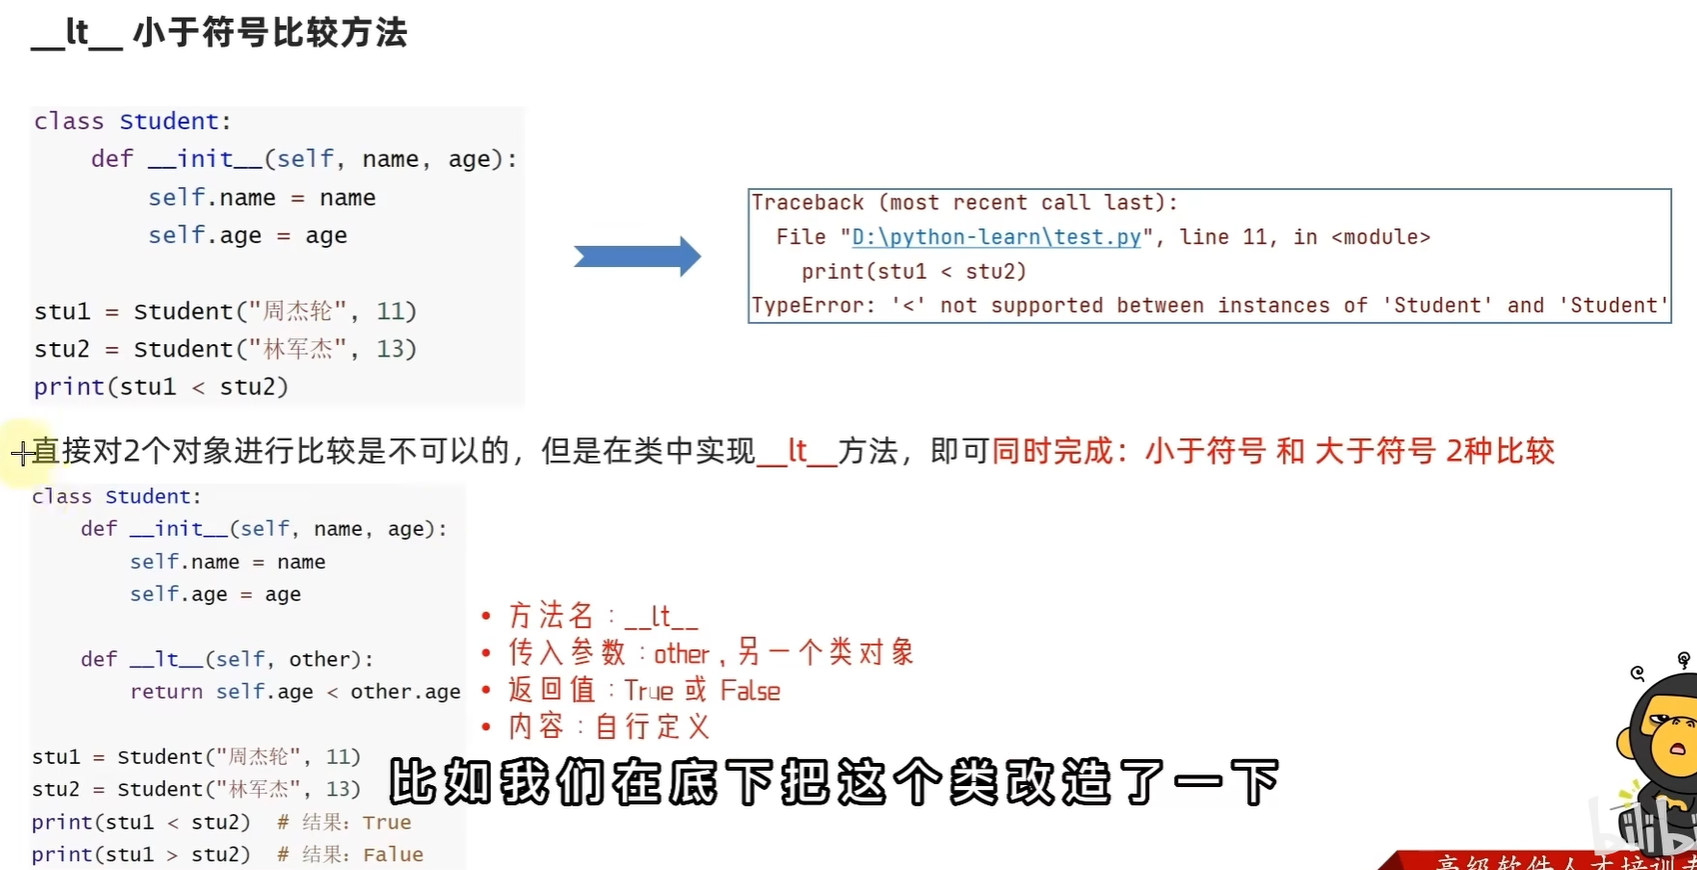 __lt__ 小于符号比较方法
class Student:
    def __init__(self, name, age):
        self.name = name
        self.age = age
stu1 = Student("周杰轮", 11)
stu2 = Student("林军杰", 13)
print(stu1 < stu2)
Traceback (most recent call last):
  File "D:\python-learn\test.py", line 11, in <module>
    print(stu1 < stu2)
TypeError: '<' not supported between instances of 'Student' and 'Student'
直接对2个对象进行比较是不可以的，但是在类中实现__lt__方法，即可同时完成：小于符号 和 大于符号 2种比较
class Student:
    def __init__(self, name, age):
        self.name = name
        self.age = age
    def __lt__(self, other):
        return self.age < other.age
stu1 = Student("周杰轮", 11)
stu2 = Student("林军杰", 13)
print(stu1 < stu2)  # 结果：True
print(stu1 > stu2)  # 结果：Falue
• 方法名：__lt__
• 传入参数：other，另一个类对象
• 返回值：True 或 False
• 内容：自行定义
比如我们在底下把这个类改造了一下
bilibi
高级软件人才培训专